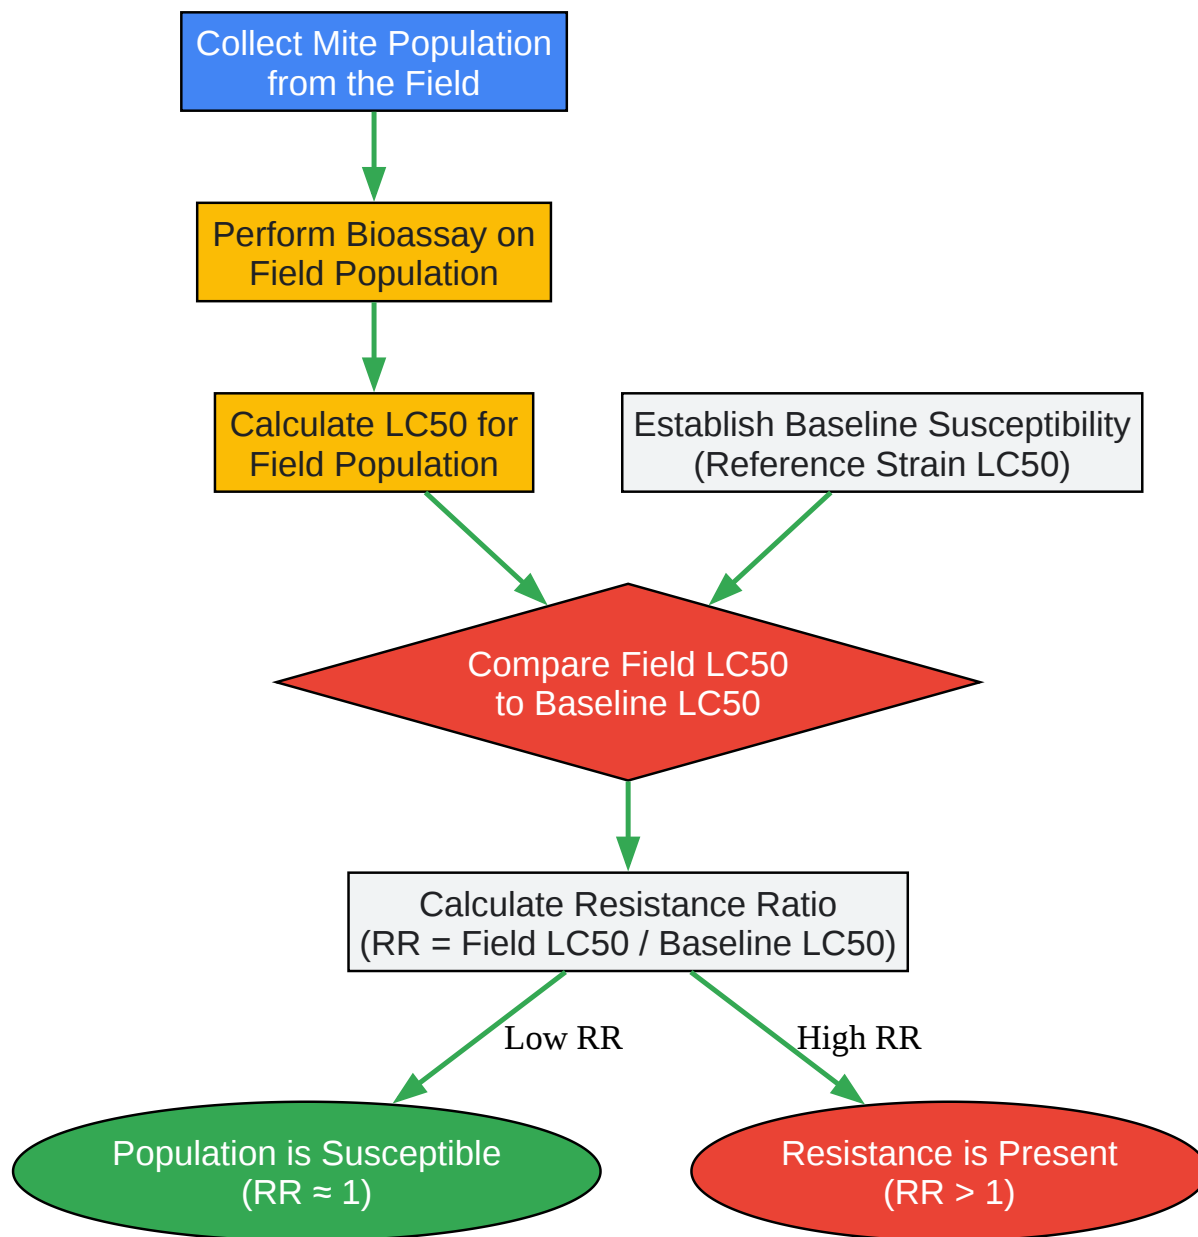 Collect Mite Population
from the Field
Perform Bioassay on
Field Population
Calculate LC50 for
Field Population
Establish Baseline Susceptibility
(Reference Strain LC50)
Compare Field LC50
to Baseline LC50
Calculate Resistance Ratio
(RR = Field LC50 / Baseline LC50)
Low RR
High RR
Population is Susceptible
(RR ≈ 1)
Resistance is Present
(RR > 1)